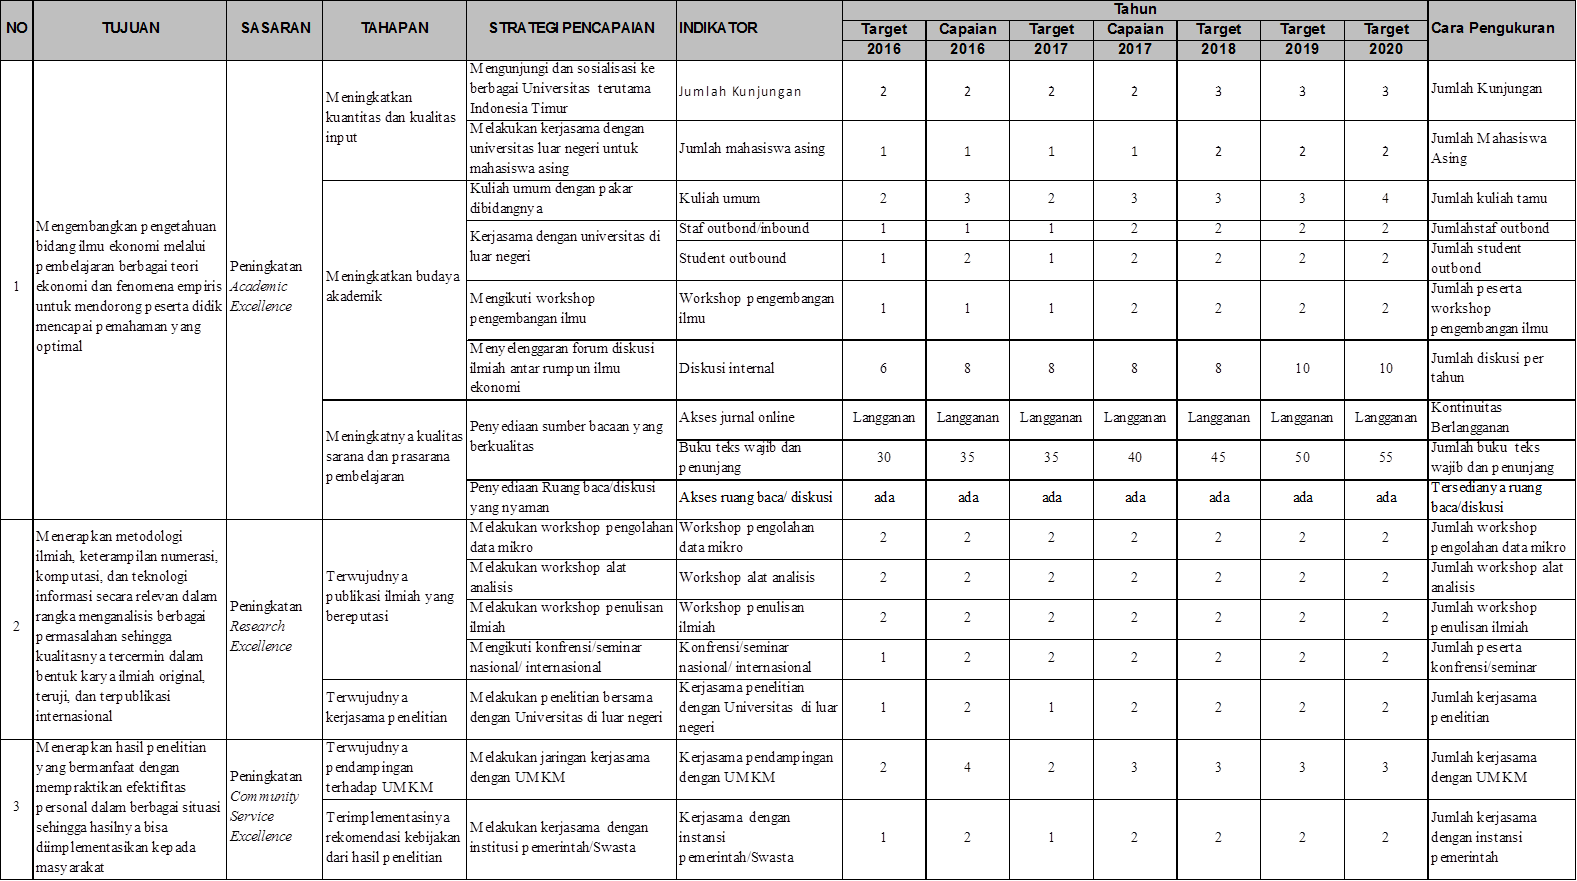 NO TUJUAN SASARAN TAHAPAN STRATEGI PENCAPAIAN INDIKATOR Tahun Cara Pengukuran
Target Capaian Target Capaian Target Target Target
2016 2016 2017 2017 2018 2019 2020
1
Mengembangkan pengetahuan
bidang ilmu ekonomi melalui
pembelajaran berbagai teori
ekonomi dan fenomena empiris
untuk mendorong peserta didik
mencapai pemahaman yang
optimal
Peningkatan
Academic
Excellence
Meningkatkan
kuantitas dan kualitas
input
Mengunjungi dan sosialisasi ke
berbagai Universitas terutama
Indonesia Timur
Jumlah Kunjungan
2 2 2 2 3 3 3
Jumlah Kunjungan
Melakukan kerjasama dengan
universitas luar negeri untuk
mahasiswa asing
Jumlah mahasiswa asing
1 1 1 1 2 2 2
Jumlah Mahasiswa
Asing
Meningkatkan budaya
akademik
Kuliah umum dengan pakar
dibidangnya
Kuliah umum
2 3 2 3 3 3 4
Jumlah kuliah tamu
Kerjasama dengan universitas di
luar negeri
Staf outbond/inbound
1 1 1 2 2 2 2
Jumlahstaf outbond
Student outbound
1 2 1 2 2 2 2
Jumlah student
outbond
Mengikuti workshop
pengembangan ilmu
Workshop pengembangan
ilmu
1 1 1 2 2 2 2
Jumlah peserta
workshop
pengembangan ilmu
Menyelenggaran forum diskusi
ilmiah antar rumpun ilmu
ekonomi
Diskusi internal
6 8 8 8 8 10 10
Jumlah diskusi per
tahun
Meningkatnya kualitas
sarana dan prasarana
pembelajaran
Penyediaan sumber bacaan yang
berkualitas
Akses jurnal online
Langganan Langganan Langganan Langganan Langganan Langganan Langganan
Kontinuitas
Berlangganan
Buku teks wajib dan
penunjang
30 35 35 40 45 50 55
Jumlah buku teks
wajib dan penunjang
Penyediaan Ruang baca/diskusi
yang nyaman
Akses ruang baca/ diskusi
ada ada ada ada ada ada ada
Tersedianya ruang
baca/diskusi
2
Menerapkan metodologi
ilmiah, keterampilan numerasi,
komputasi, dan teknologi
informasi secara relevan dalam
rangka menganalisis berbagai
permasalahan sehingga
kualitasnya tercermin dalam
bentuk karya ilmiah original,
teruji, dan terpublikasi
internasional
Peningkatan
Research
Excellence
Terwujudnya
publikasi ilmiah yang
bereputasi
Melakukan workshop pengolahan
data mikro
Workshop pengolahan
data mikro
2 2 2 2 2 2 2
Jumlah workshop
pengolahan data mikro
Melakukan workshop alat
analisis
Workshop alat analisis
2 2 2 2 2 2 2
Jumlah workshop alat
analisis
Melakukan workshop penulisan
ilmiah
Workshop penulisan
ilmiah
2 2 2 2 2 2 2
Jumlah workshop
penulisan ilmiah
Mengikuti konfrensi/seminar
nasional/ internasional
Konfrensi/seminar
nasional/ internasional
1 2 2 2 2 2 2
Jumlah peserta
konfrensi/seminar
Terwujudnya
kerjasama penelitian
Melakukan penelitian bersama
dengan Universitas di luar negeri
Kerjasama penelitian
dengan Universitas di luar
negeri
1 2 1 2 2 2 2
Jumlah kerjasama
penelitian
3
Menerapkan hasil penelitian
yang bermanfaat dengan
mempraktikan efektifitas
personal dalam berbagai situasi
sehingga hasilnya bisa
diimplementasikan kepada
masyarakat
Peningkatan
Community
Service
Excellence
Terwujudnya
pendampingan
terhadap UMKM
Melakukan jaringan kerjasama
dengan UMKM
Kerjasama pendampingan
dengan UMKM
2 4 2 3 3 3 3
Jumlah kerjasama
dengan UMKM
Terimplementasinya
rekomendasi kebijakan
dari hasil penelitian
Melakukan kerjasama dengan
institusi pemerintah/Swasta
Kerjasama dengan
instansi
pemerintah/Swasta
1 2 1 2 2 2 2
Jumlah kerjasama
dengan instansi
pemerintah